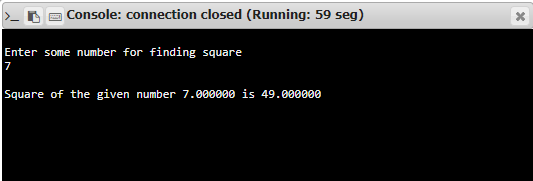 Console: connection closed (Running: 59 seg)
Enter some number for finding square
7
Square of the given number 7.000000 is 49.000000